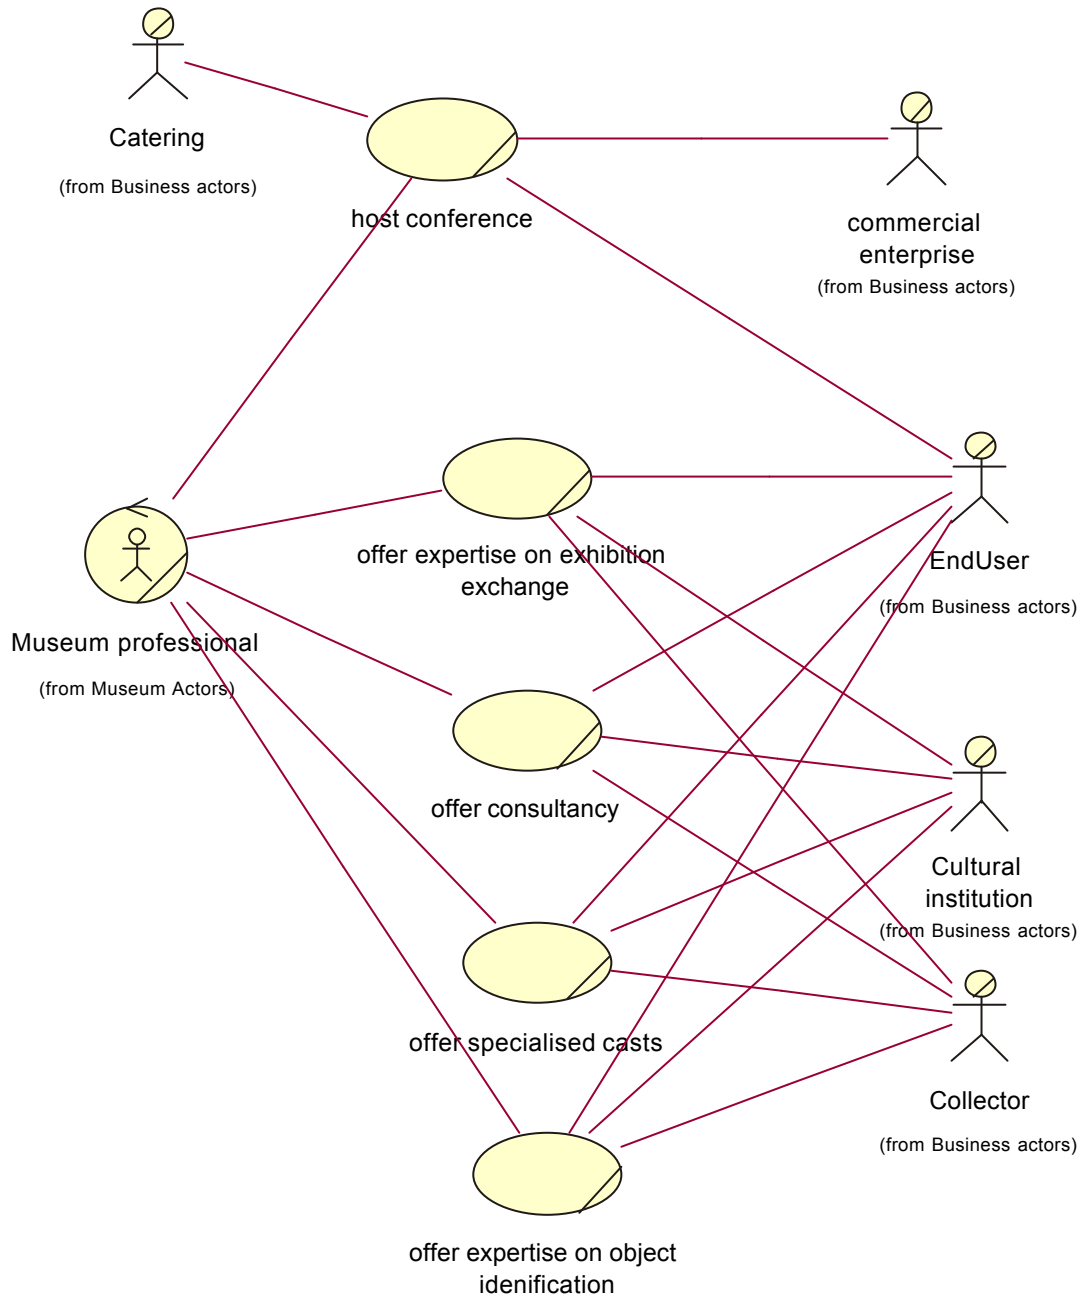 Catering
(from Business actors)
host conference
commercial
enterprise
(from Business actors)
offer expertise on exhibition
exchange
EndUser
(from Business actors)
Museum professional
(from Museum Actors)
offer consultancy
Cultural
institution
(from Business actors)
offer specialised casts
Collector
(from Business actors)
offer expertise on object
idenification